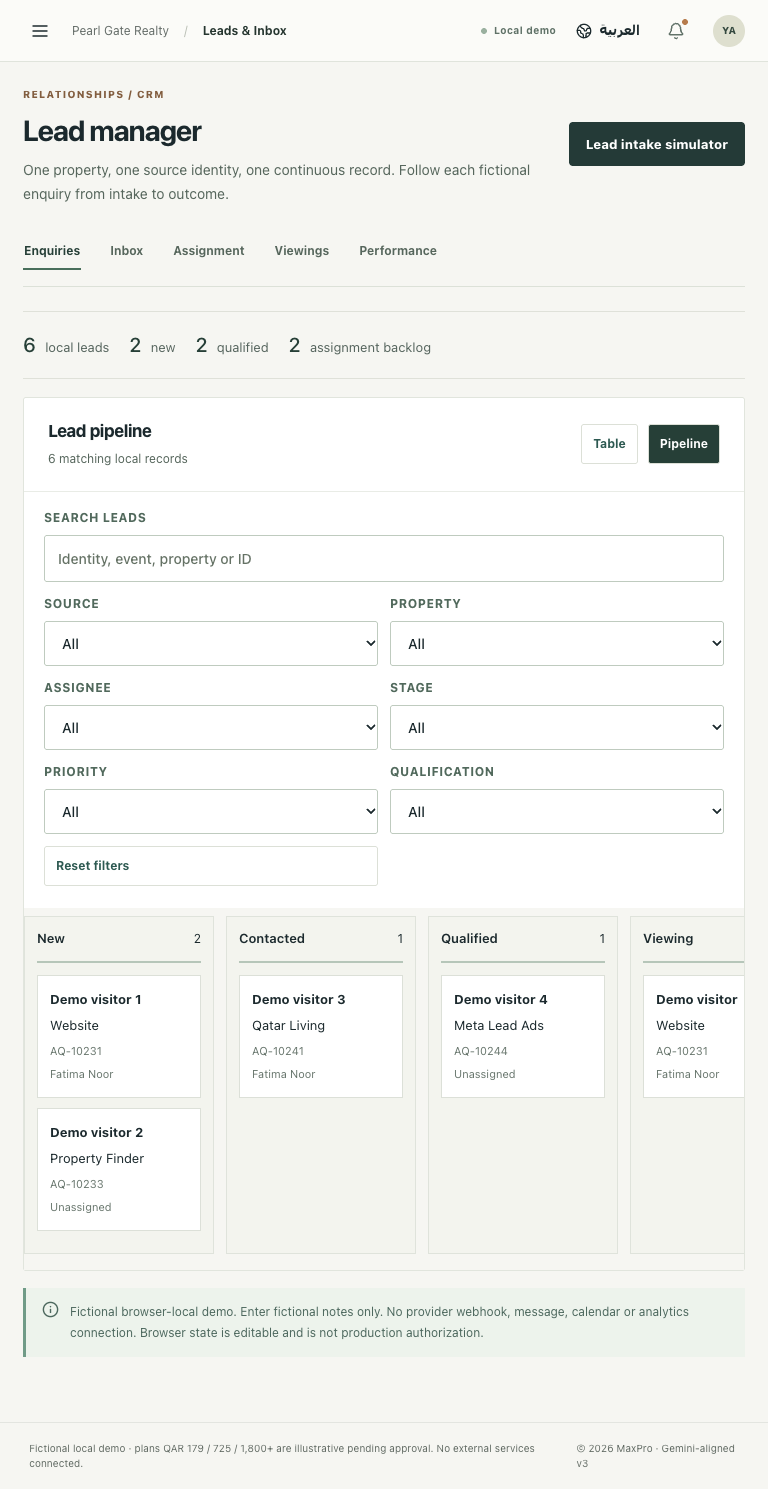 Pearl Gate Realty / Leads & Inbox
Local demo
العربية
YA
RELATIONSHIPS / CRM
Lead manager
Lead intake simulator
One property, one source identity, one continuous record. Follow each fictional
enquiry from intake to outcome.
Enquiries Inbox Assignment Viewings Performance
6 local leads 2 new 2 qualified 2 assignment backlog
Lead pipeline
6 matching local records
Table
Pipeline
SEARCH LEADS
Identity, event, property or ID
SOURCE PROPERTY
All All
ASSIGNEE STAGE
All All
PRIORITY QUALIFICATION
All All
Reset filters
New 2
Demo visitor 1
Website
AQ-10231
Fatima Noor
Demo visitor 2
Property Finder
AQ-10233
Unassigned
Contacted 1
Demo visitor 3
Qatar Living
AQ-10241
Fatima Noor
Qualified 1
Demo visitor 4
Meta Lead Ads
AQ-10244
Unassigned
Viewing
Demo visitor
Website
AQ-10231
Fatima Noor
Fictional browser-local demo. Enter fictional notes only. No provider webhook, message, calendar or analytics
connection. Browser state is editable and is not production authorization.
Fictional local demo · plans QAR 179 / 725 / 1,800+ are illustrative pending approval. No external services
connected.
© 2026 MaxPro · Gemini-aligned
v3